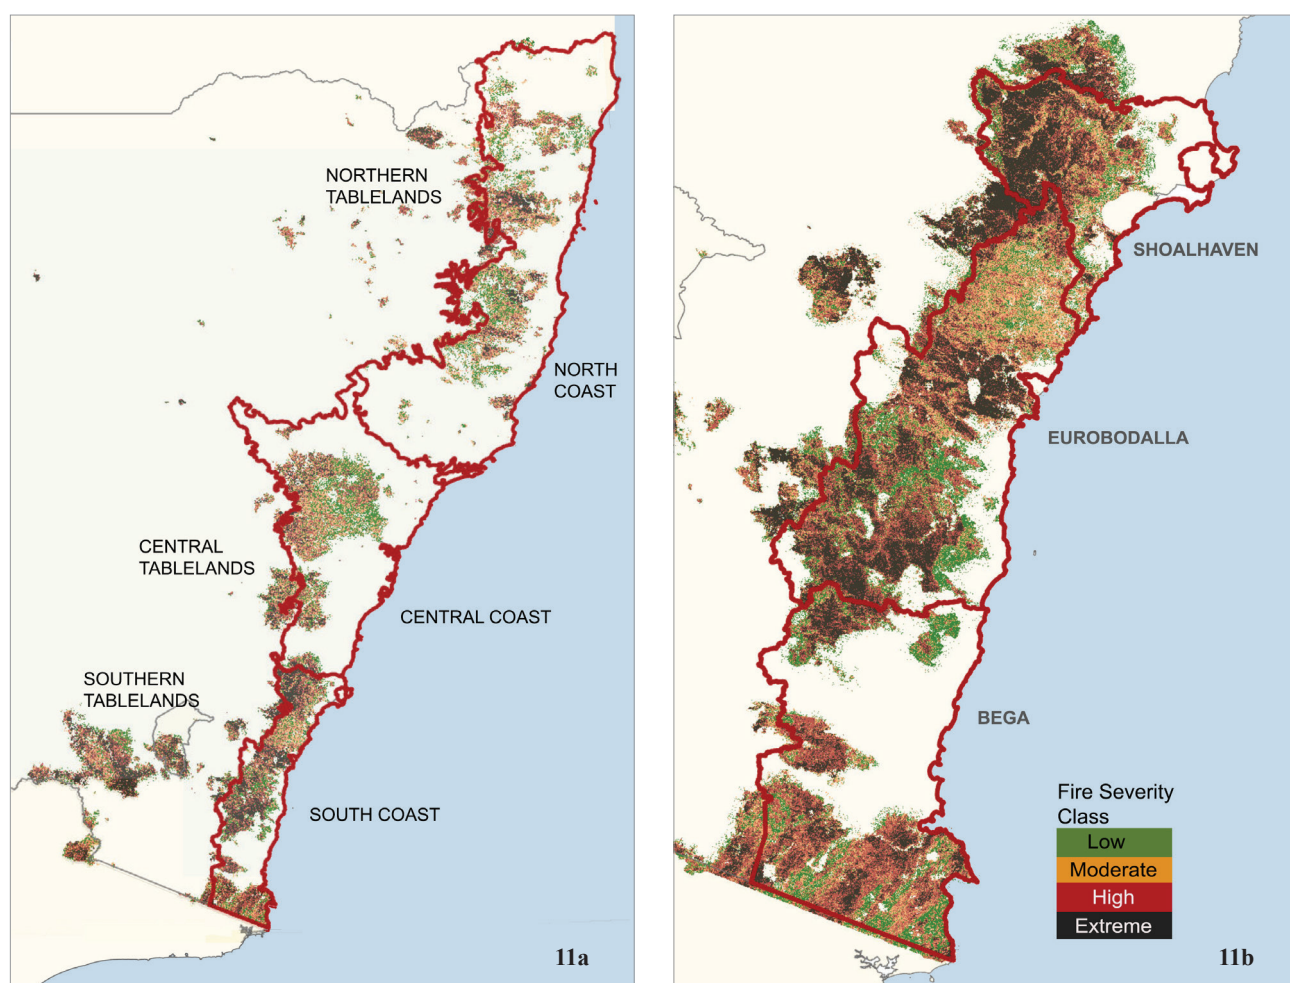 NORTHERN
TABLELANDS
NORTH
COAST
CENTRAL
TABLELANDS
CENTRAL COAST
SOUTHERN
TABLELANDS
SOUTH COAST
11a
SHOALHAVEN
EUROBODALLA
BEGA
Fire Severity
Class
Low
Moderate
High
Extreme
11b